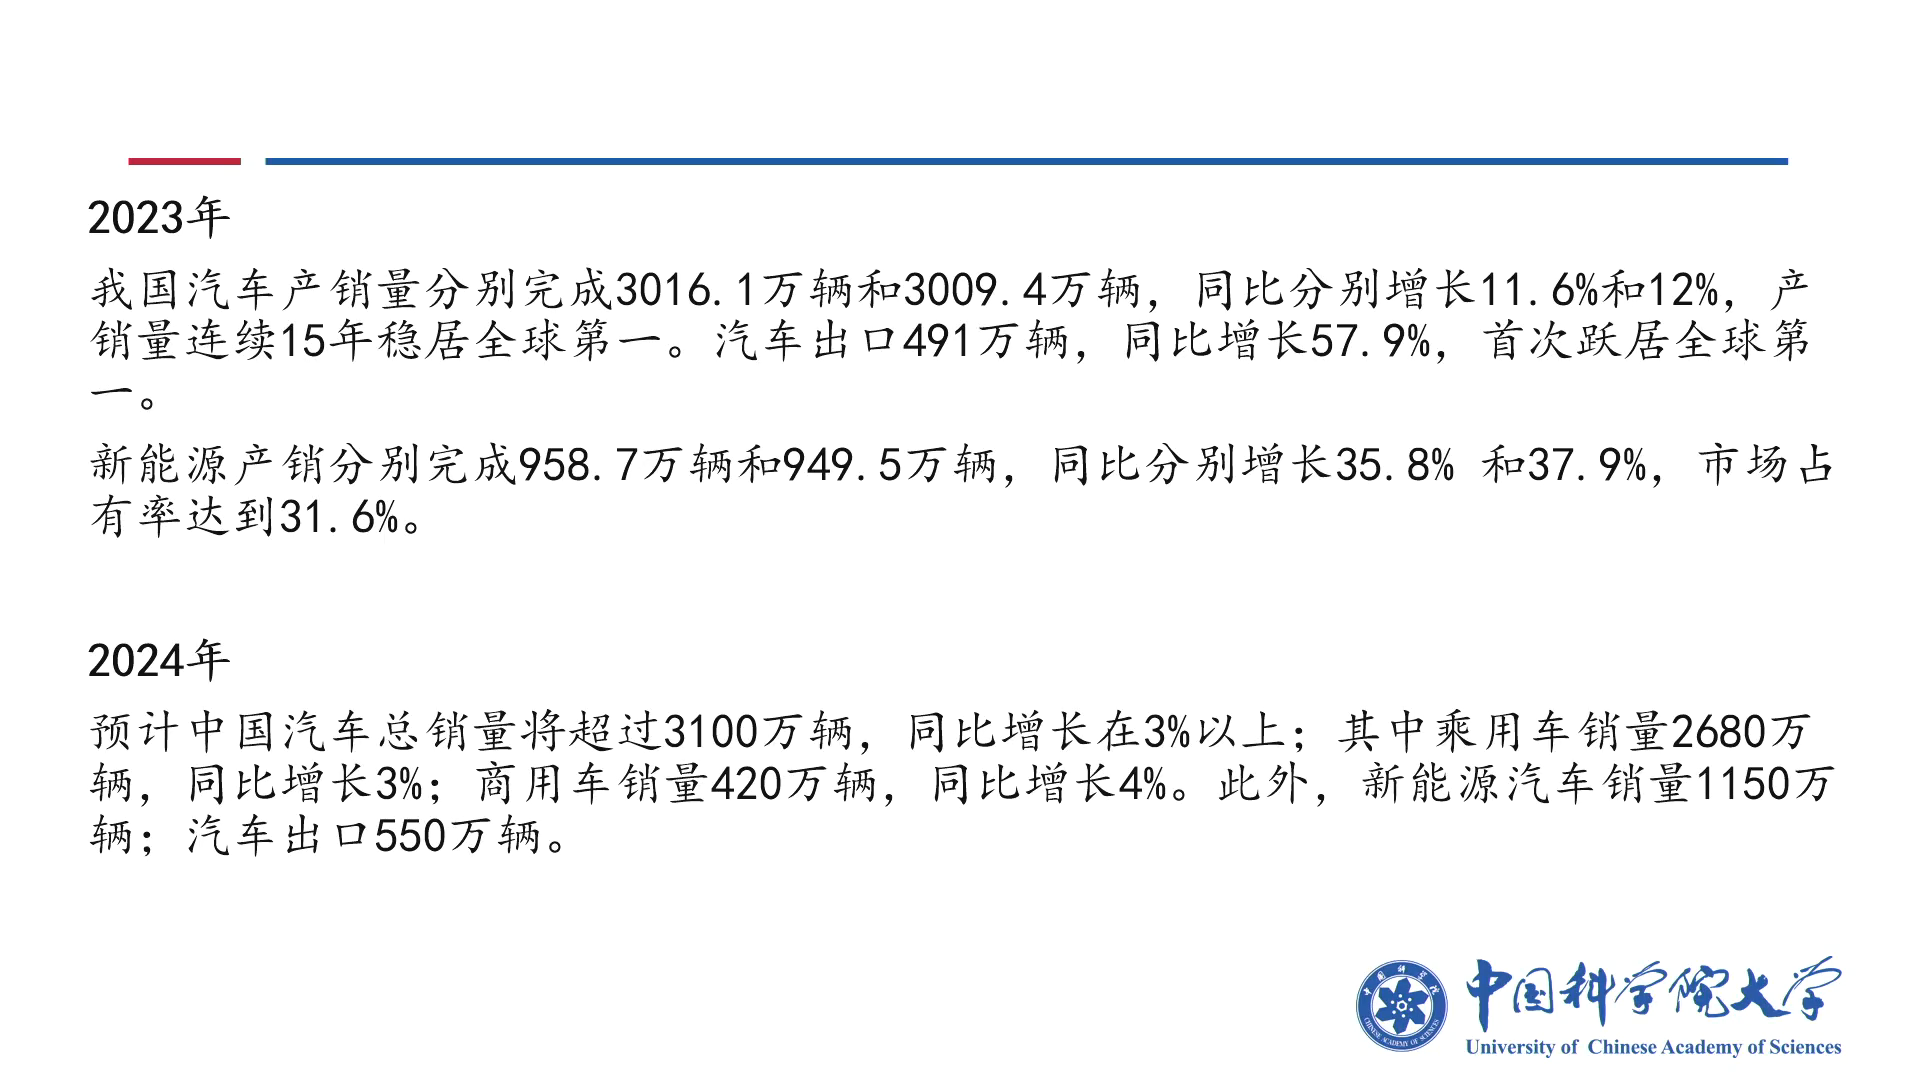 2023年
我国汽车产销量分别完成3016.1万辆和3009.4万辆，同比分别增长11.6%和12%，产
销量连续15年稳居全球第一。汽车出口491万辆，同比增长57.9%，首次跃居全球第
一。
新能源产销分别完成958.7万辆和949.5万辆，同比分别增长35.8% 和37.9%，市场占
有率达到31.6%。
2024年
预计中国汽车总销量将超过3100万辆，同比增长在3%以上；其中乘用车销量2680万
辆，同比增长3%；商用车销量420万辆，同比增长4%。此外，新能源汽车销量1150万
辆；汽车出口550万辆。
中国科学院
CHINESE ACADEMY OF SCIENCES
中国科学院大学
University of Chinese Academy of Sciences